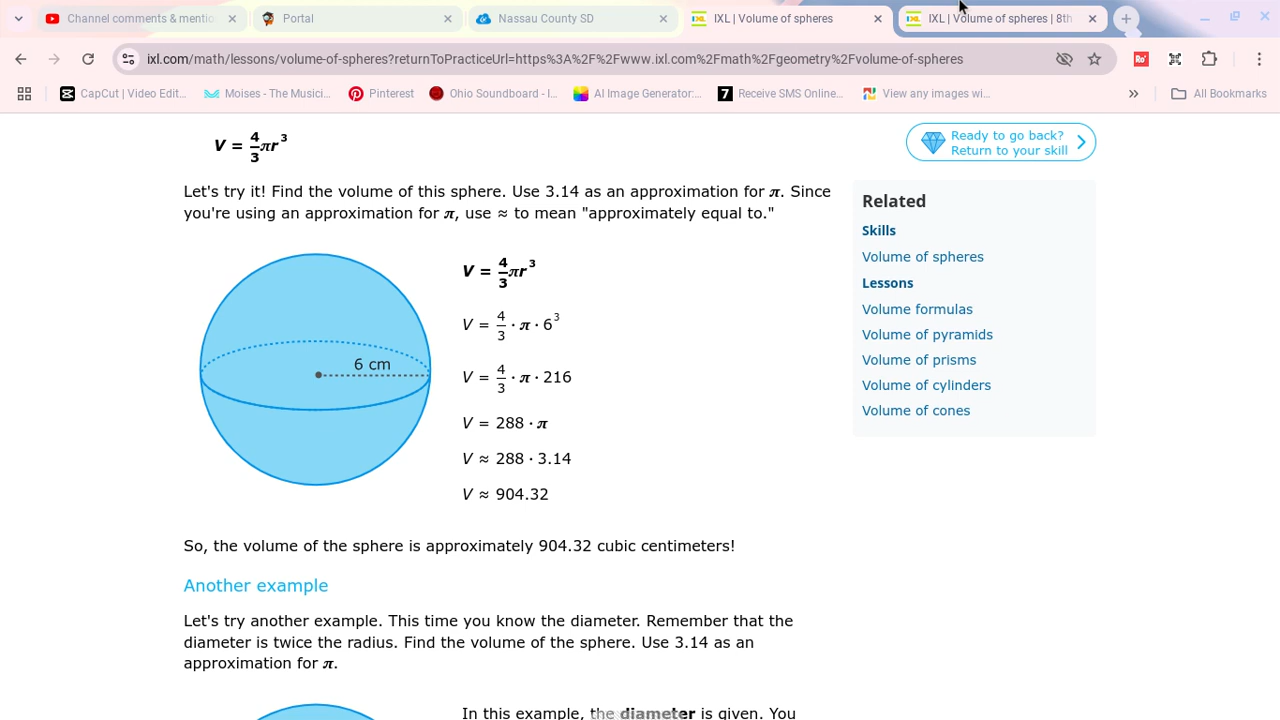 Channel comments & mentio
Portal
Nassau County SD
IXL | Volume of spheres
IXL | Volume of spheres | 8th
ixl.com/math/lessons/volume-of-spheres?returnToPracticeUrl=https%3A%2F%2Fwww.ixl.com%2Fmath%2Fgeometry%2Fvolume-of-spheres
CapCut | Video Edit...
Moises - The Musici...
Pinterest
Ohio Soundboard - I...
AI Image Generator:...
7 Receive SMS Online...
View any images wi...
»
All Bookmarks
V = 4/3 πr³
Ready to go back?
Return to your skill
Let's try it! Find the volume of this sphere. Use 3.14 as an approximation for π. Since
you're using an approximation for π, use ≈ to mean "approximately equal to."
6 cm
V = 4/3 πr³
V = 4/3 · π · 6³
V = 4/3 · π · 216
V = 288 · π
V ≈ 288 · 3.14
V ≈ 904.32
So, the volume of the sphere is approximately 904.32 cubic centimeters!
Another example
Let's try another example. This time you know the diameter. Remember that the
diameter is twice the radius. Find the volume of the sphere. Use 3.14 as an
approximation for π.
In this example, the diameter is given. You
Related
Skills
Volume of spheres
Lessons
Volume formulas
Volume of pyramids
Volume of prisms
Volume of cylinders
Volume of cones